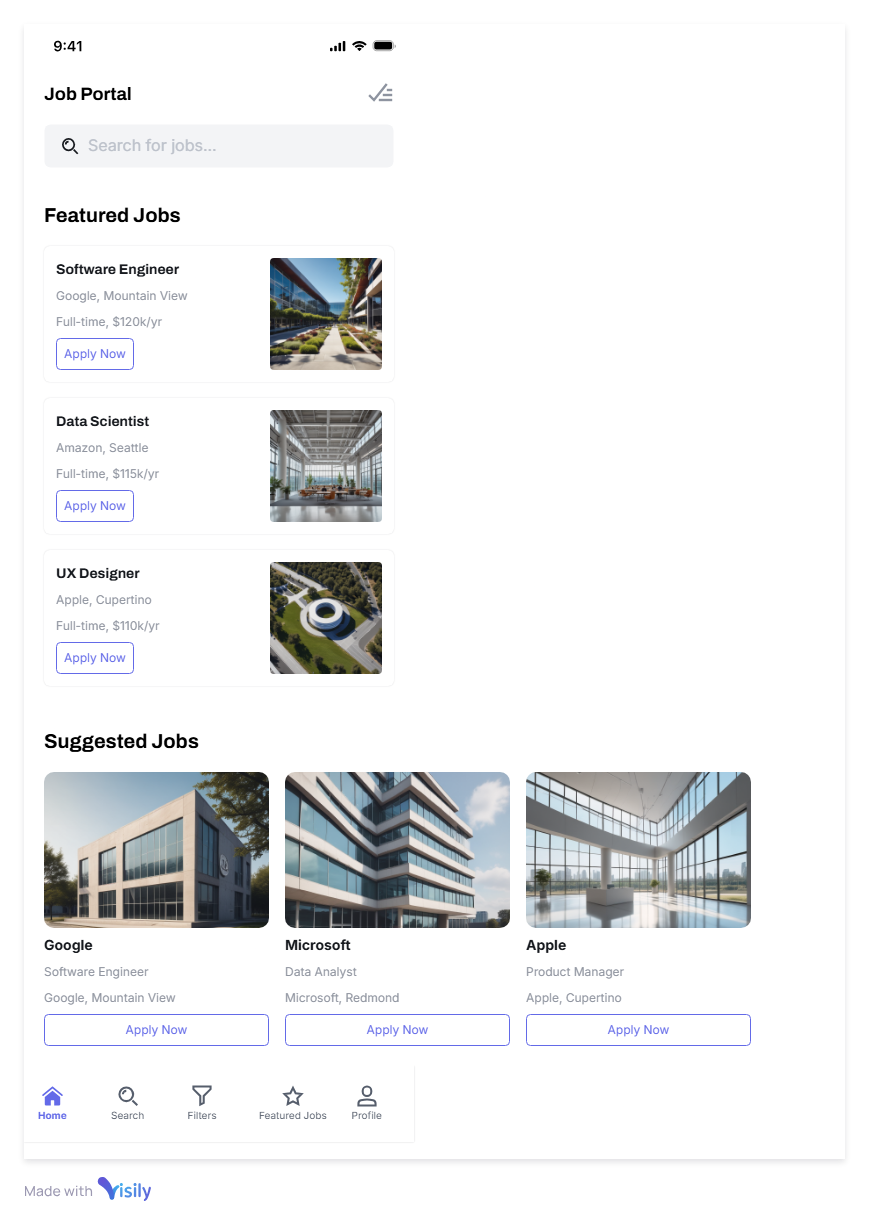 9:41
Job Portal
Search for jobs...
Featured Jobs
Software Engineer
Google, Mountain View
Full-time, $120k/yr
Apply Now
Data Scientist
Amazon, Seattle
Full-time, $115k/yr
Apply Now
UX Designer
Apple, Cupertino
Full-time, $110k/yr
Apply Now
Suggested Jobs
Google
Software Engineer
Google, Mountain View
Apply Now
Microsoft
Data Analyst
Microsoft, Redmond
Apply Now
Apple
Product Manager
Apple, Cupertino
Apply Now
Home
Search
Filters
Featured Jobs
Profile
Made with Visily